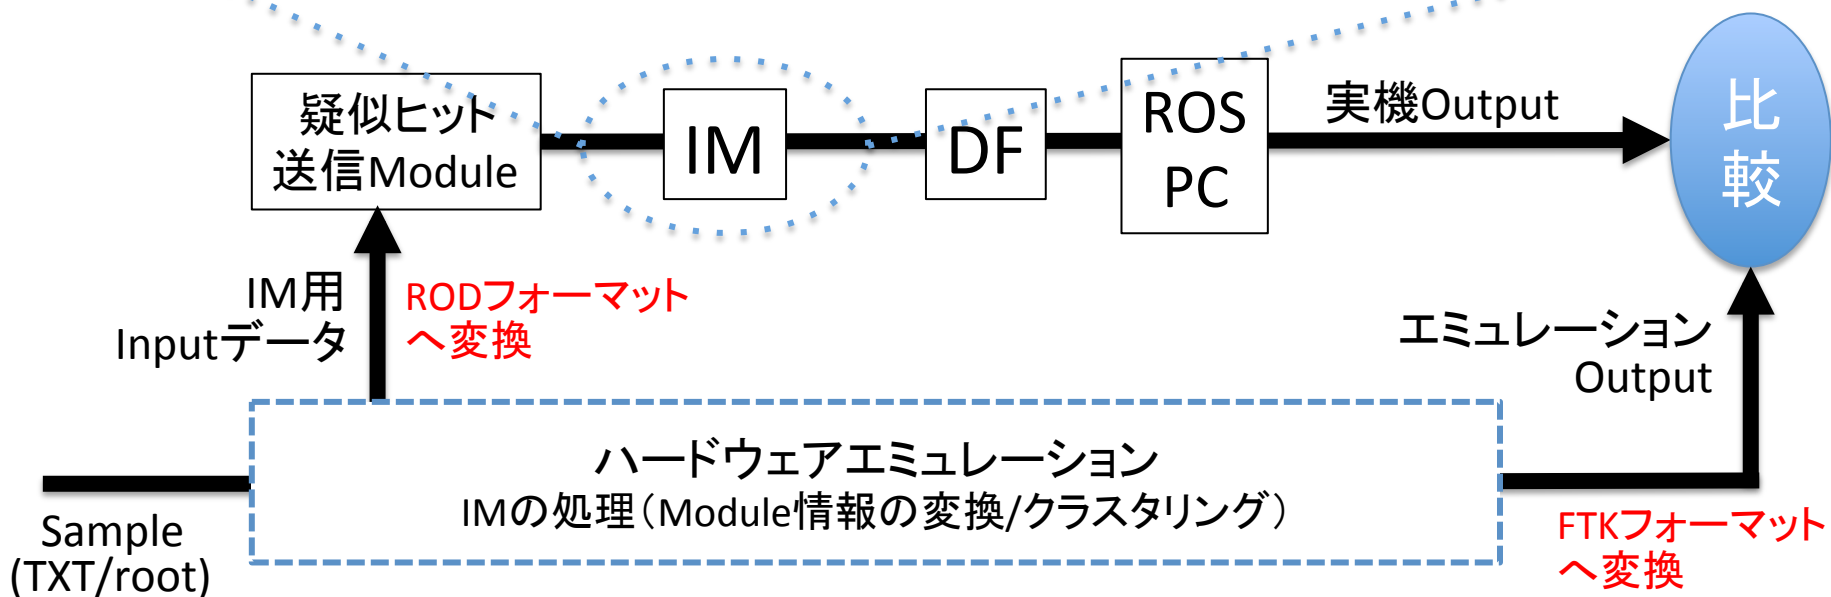 疑似ヒット
送信Module
IM
DF
ROS
PC
実機Output
比
較
IM用
Inputデータ
RODフォーマット
へ変換
エミュレーション
Output
ハードウェアエミュレーション
IMの処理（Module情報の変換/クラスタリング）
Sample
(TXT/root)
FTKフォーマット
へ変換